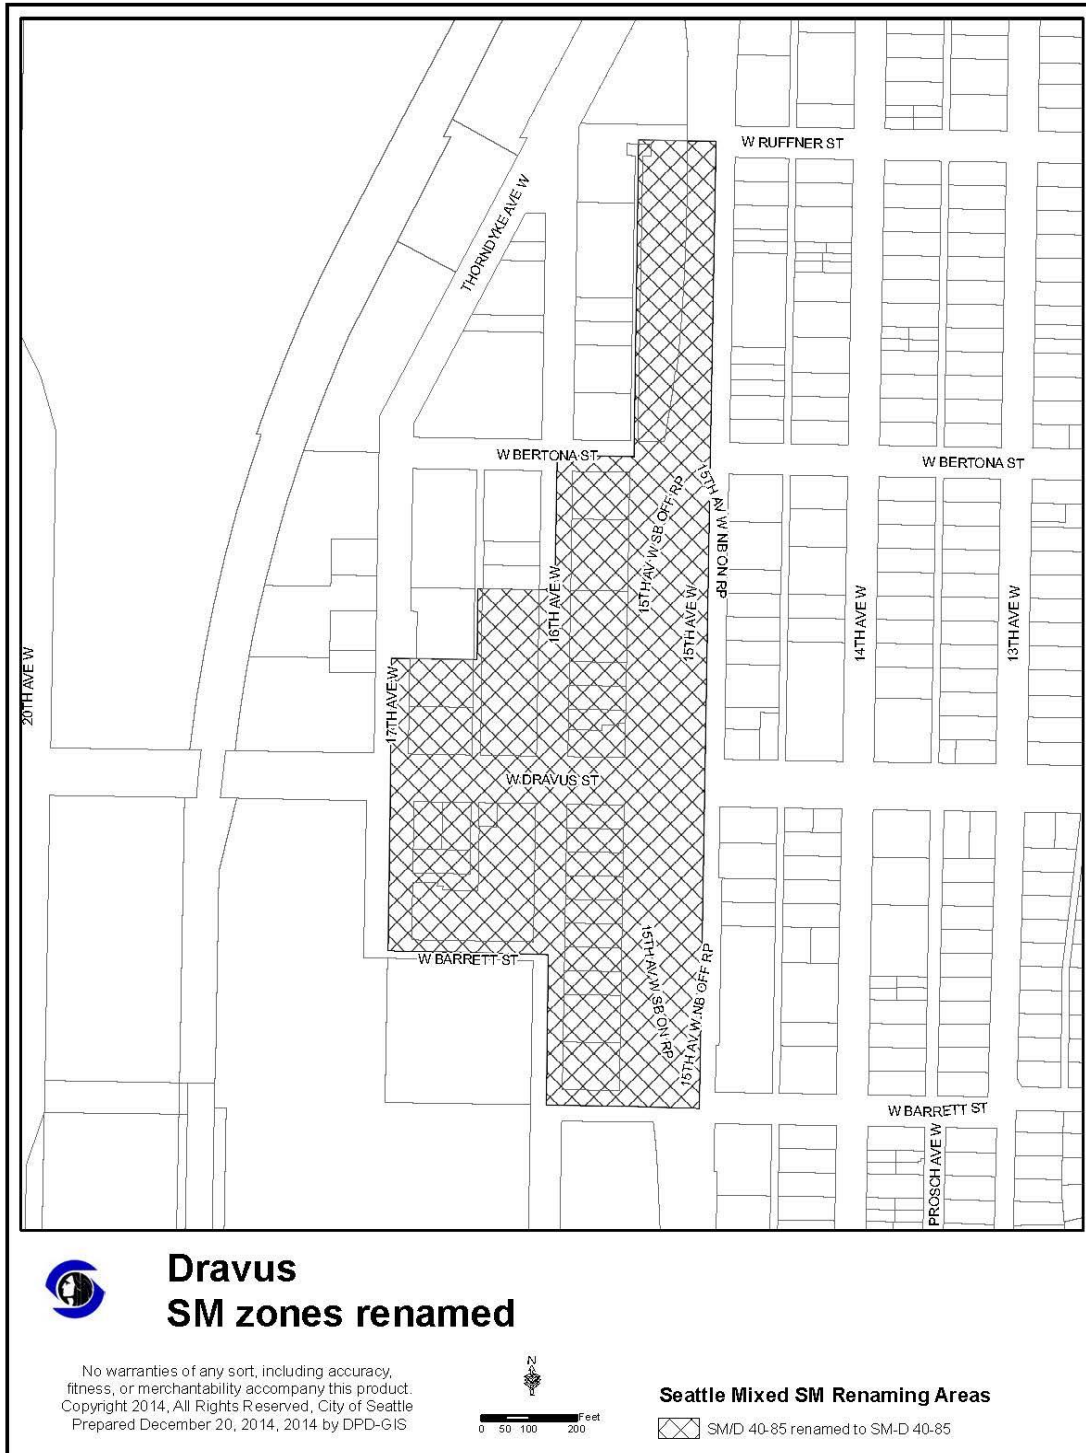 W RUFFNER ST
THORNDYKE AVE W
W BERTONA ST
W BERTONA ST
15TH AV W SB OFF RP
15TH AV W NB ON RP
16TH AVE W
15TH AVE W
14TH AVE W
13TH AVE W
20TH AVE W
17TH AVE W
W DRAVUS ST
W BARRETT ST
15TH AV W SB ON RP
15TH AV W NB OFF RP
W BARRETT ST
PROSCH AVE W
Dravus
SM zones renamed
No warranties of any sort, including accuracy,
fitness, or merchantability accompany this product.
Copyright 2014, All Rights Reserved, City of Seattle
Prepared December 20, 2014, 2014 by DPD-GIS
N
Feet
0 50 100 200
Seattle Mixed SM Renaming Areas
SM/D 40-85 renamed to SM-D 40-85